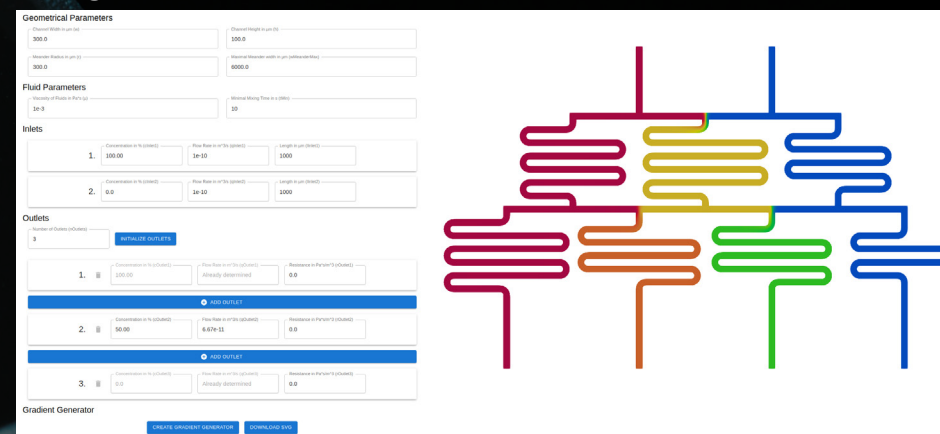 Geometrical Parameters
Channel Width in µm (w)
300.0
Channel Height in µm (h)
100.0
Meander Radius in µm (r)
300.0
Maximal Meander width in µm (wMeanderMax)
6000.0
Fluid Parameters
Viscosity of Fluids in Pa*s (µ)
1e-3
Minimal Mixing Time in s (tMin)
10
Inlets
1.
Concentration in % (cInlet1)
100.00
Flow Rate in m^3/s (qInlet1)
1e-10
Length in µm (lInlet1)
1000
2.
Concentration in % (cInlet2)
0.0
Flow Rate in m^3/s (qInlet2)
1e-10
Length in µm (lInlet2)
1000
Outlets
Number of Outlets (nOutlets)
3
INITIALIZE OUTLETS
1.
Concentration in % (cOutlet1)
100.00
Flow Rate in m^3/s (qOutlet1)
Already determined
Resistance in Pa*s/m^3 (rOutlet1)
0.0
ADD OUTLET
2.
Concentration in % (cOutlet2)
50.00
Flow Rate in m^3/s (qOutlet2)
6.67e-11
Resistance in Pa*s/m^3 (rOutlet2)
0.0
ADD OUTLET
3.
Concentration in % (cOutlet3)
0.0
Flow Rate in m^3/s (qOutlet3)
Already determined
Resistance in Pa*s/m^3 (rOutlet3)
0.0
Gradient Generator
CREATE GRADIENT GENERATOR
DOWNLOAD SVG